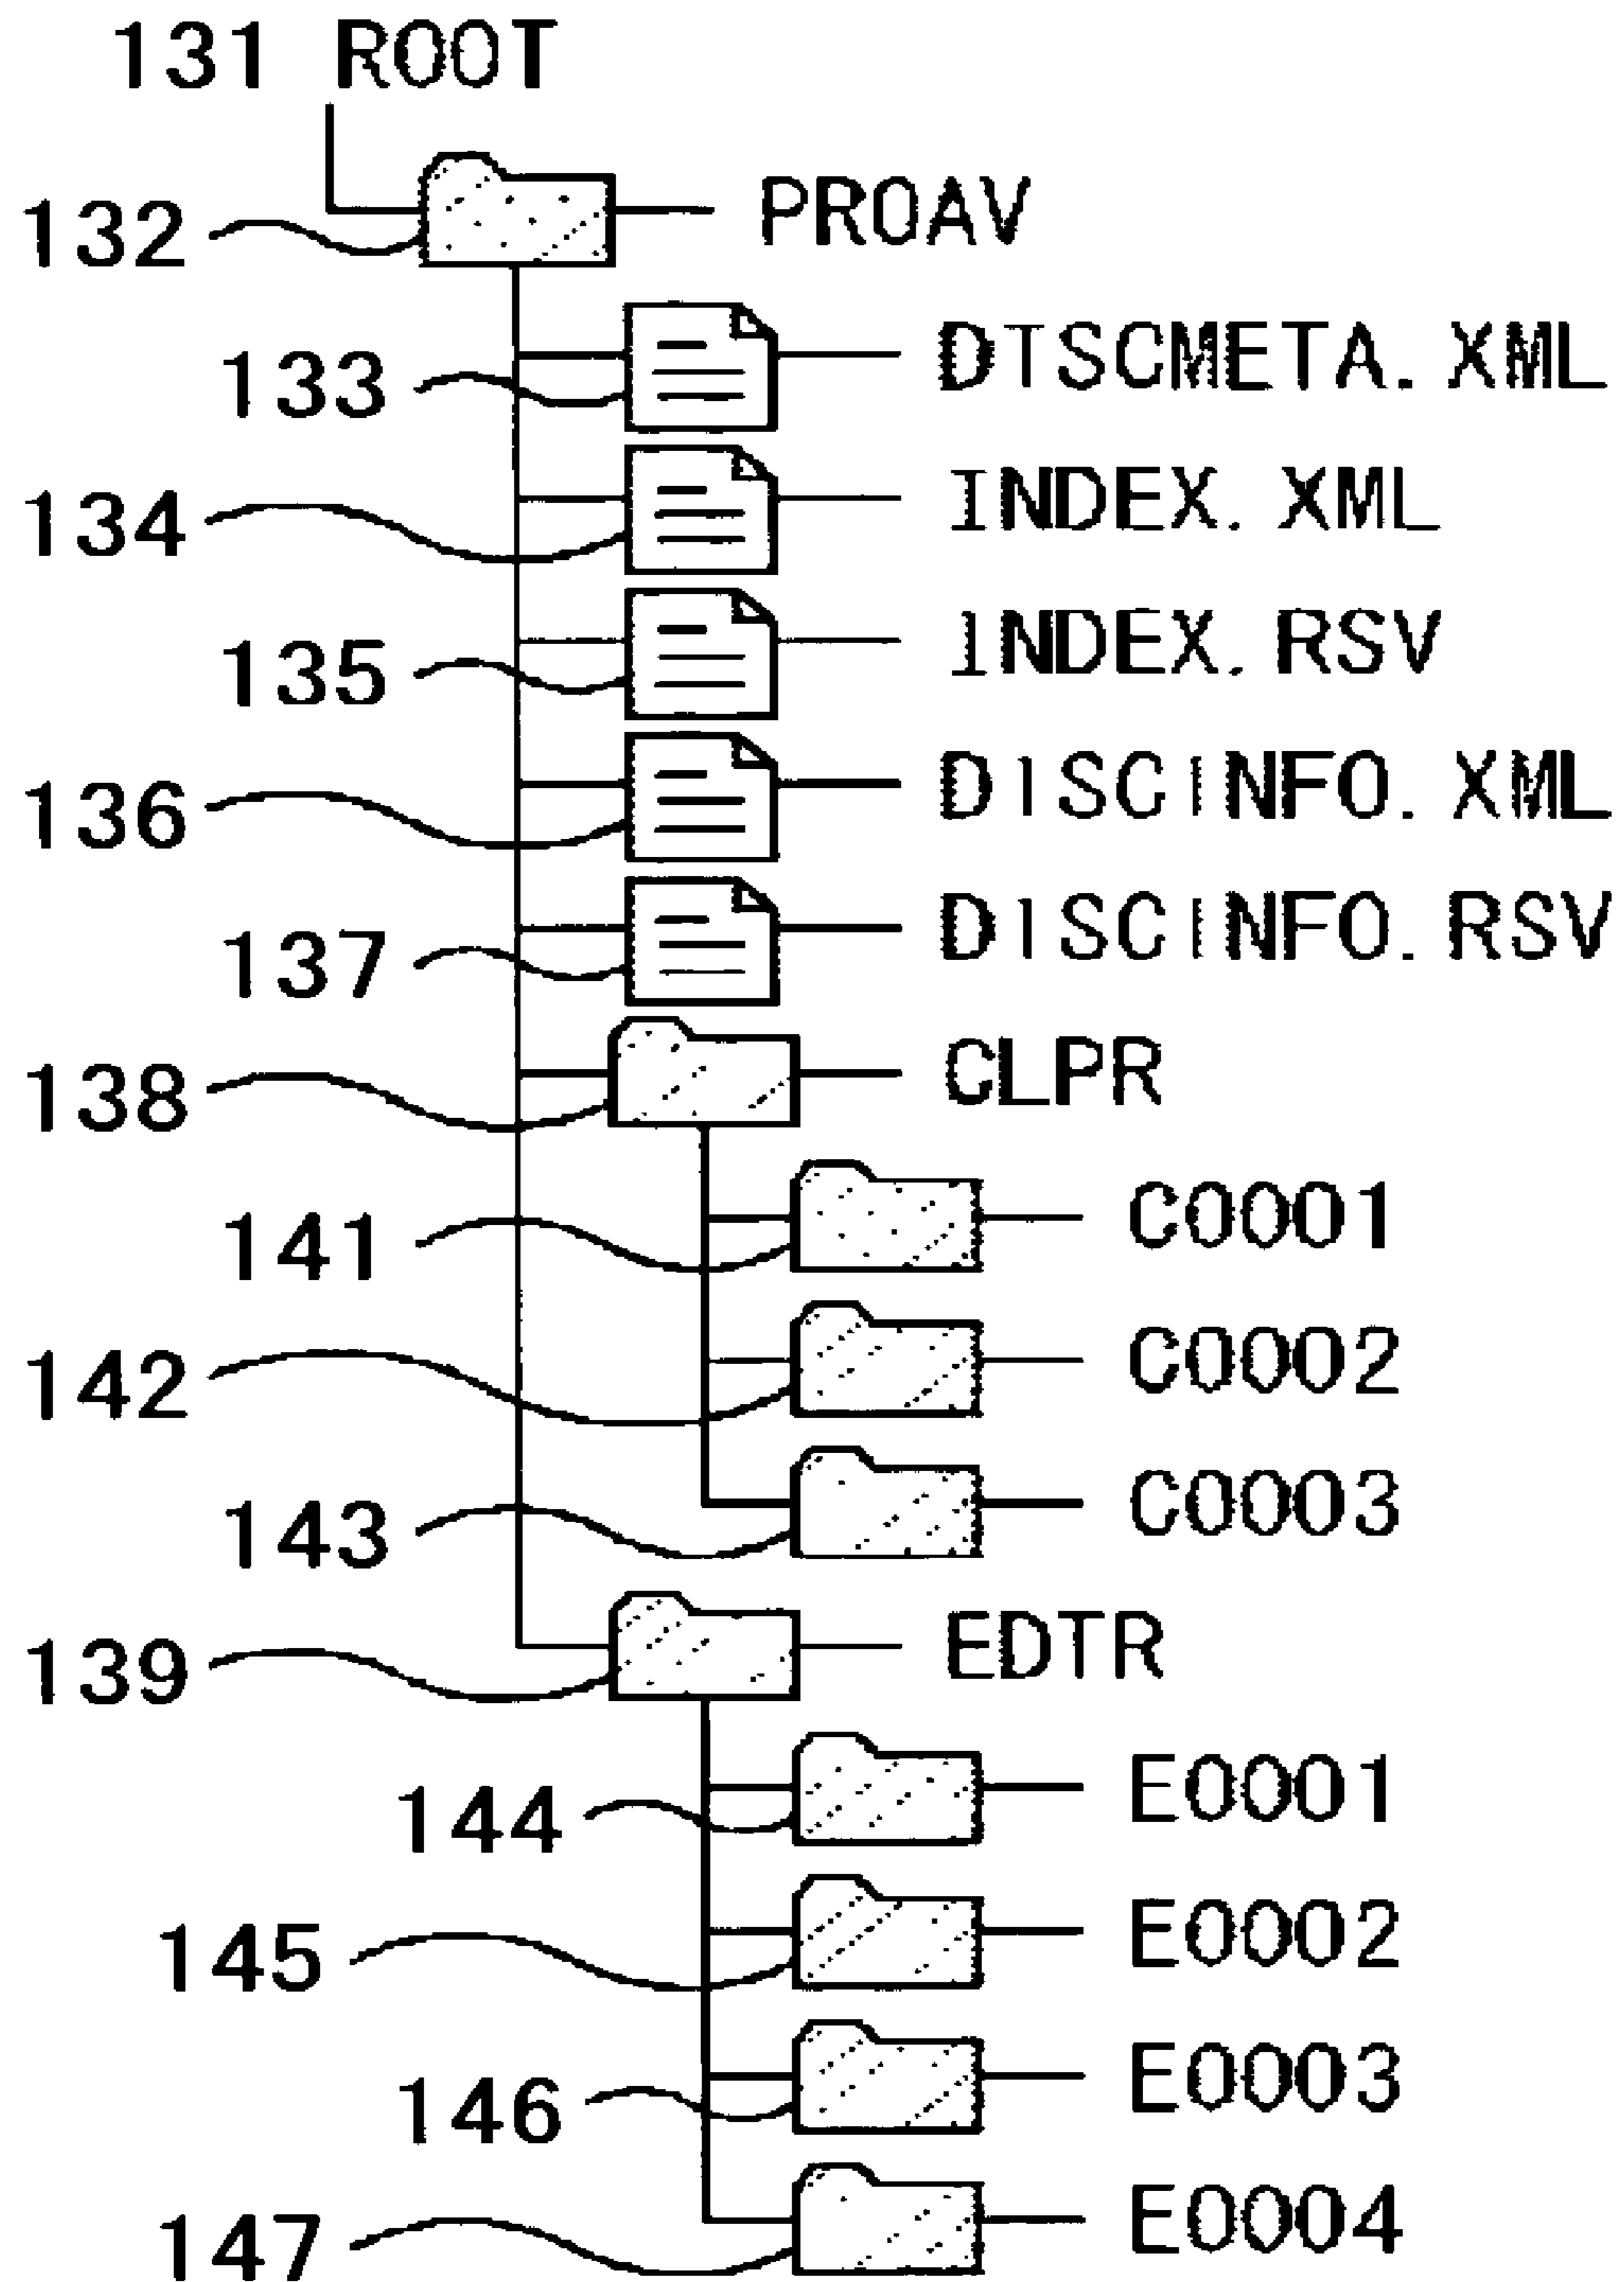 131 ROOT
132 PROAV
133 DISCMETA.XML
134 INDEX.XML
135 INDEX.RSV
136 DISCINFO.XML
137 DISCINFO.RSV
138 CLPR
141 C0001
142 C0002
143 C0003
139 EDTR
144 E0001
145 E0002
146 E0003
147 E0004